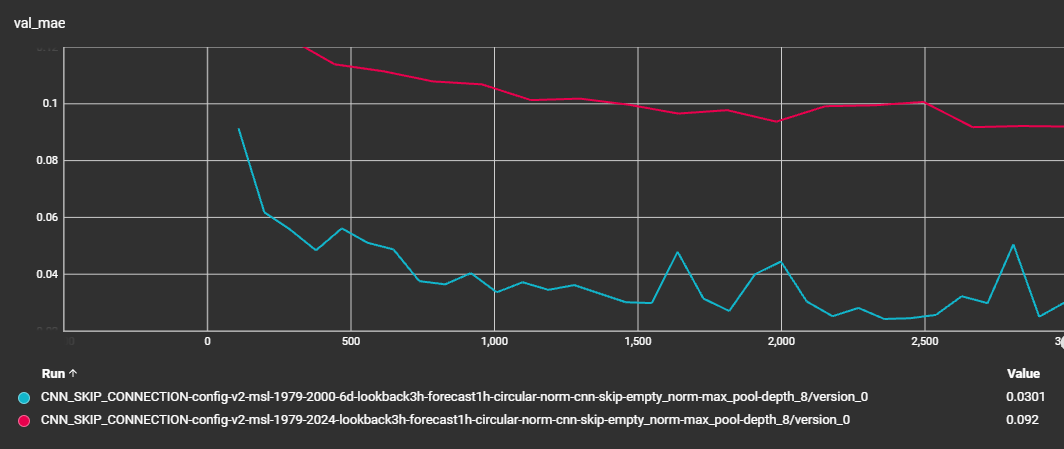 val_mae
0.1
0.08
0.06
0.04
0 500 1,000 1,500 2,000 2,500
Run ↑ Value
CNN_SKIP_CONNECTION-config-v2-msl-1979-2000-6d-lookback3h-forecast1h-circular-norm-cnn-skip-empty_norm-max_pool-depth_8/version_0 0.0301
CNN_SKIP_CONNECTION-config-v2-msl-1979-2024-lookback3h-forecast1h-circular-norm-cnn-skip-empty_norm-max_pool-depth_8/version_0 0.092